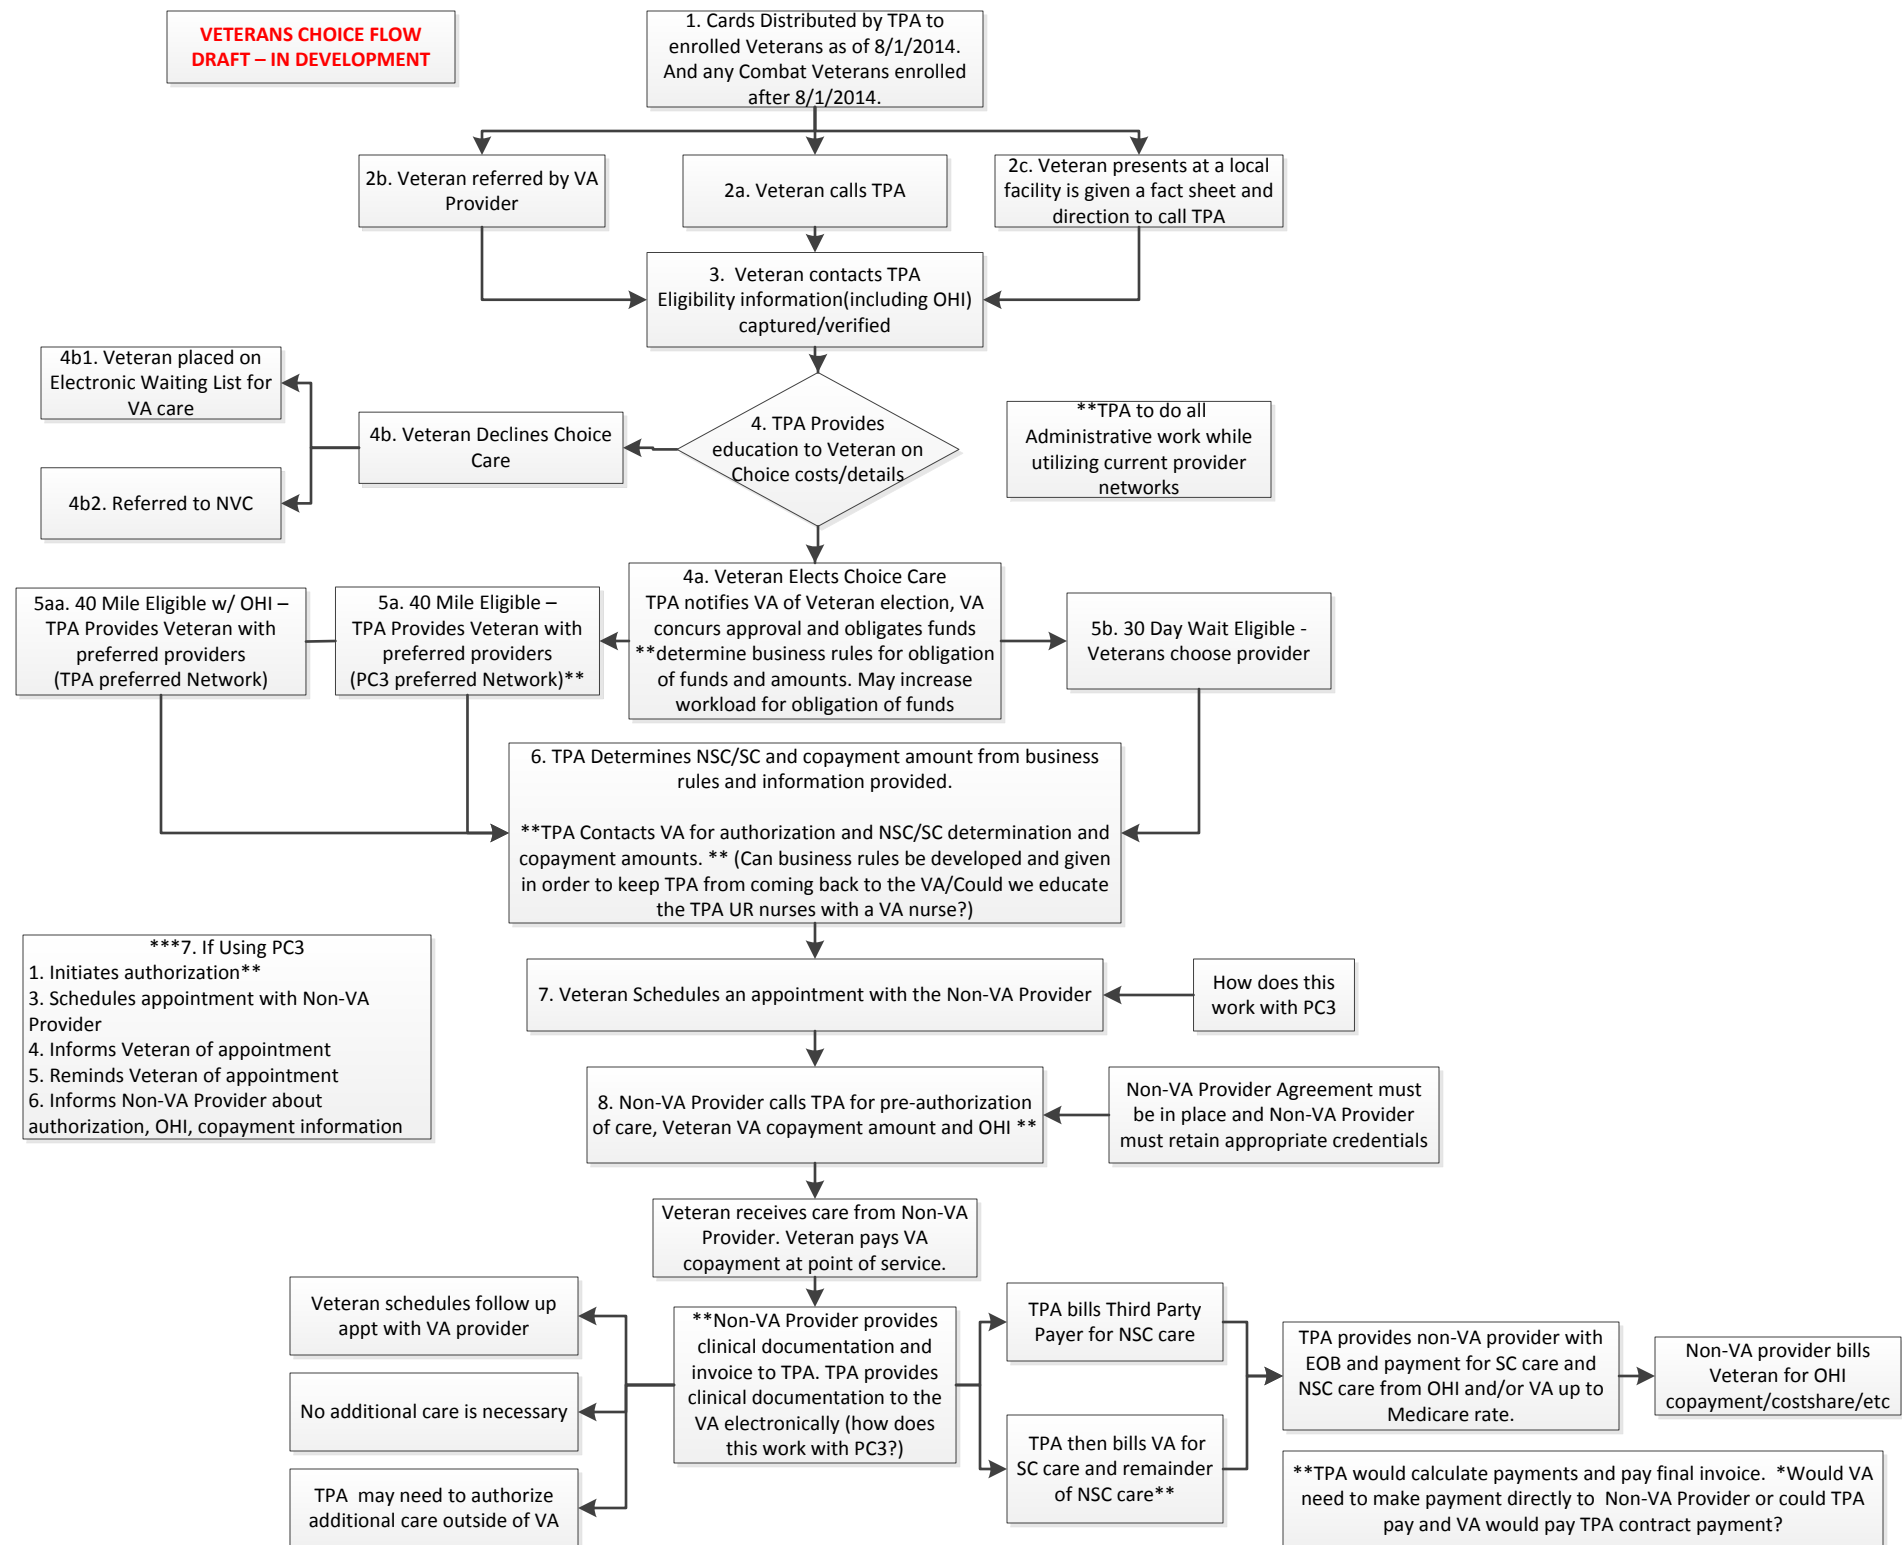 VETERANS CHOICE FLOW
DRAFT – IN DEVELOPMENT
1. Cards Distributed by TPA to
enrolled Veterans as of 8/1/2014.
And any Combat Veterans enrolled
after 8/1/2014.
2b. Veteran referred by VA
Provider
2a. Veteran calls TPA
2c. Veteran presents at a local
facility is given a fact sheet and
direction to call TPA
3. Veteran contacts TPA
Eligibility information(including OHI)
captured/verified
4b1. Veteran placed on
Electronic Waiting List for
VA care
4b. Veteran Declines Choice
Care
4. TPA Provides
education to Veteran on
Choice costs/details
**TPA to do all
Administrative work while
utilizing current provider
networks
4b2. Referred to NVC
5aa. 40 Mile Eligible w/ OHI –
TPA Provides Veteran with
preferred providers
(TPA preferred Network)
5a. 40 Mile Eligible –
TPA Provides Veteran with
preferred providers
(PC3 preferred Network)**
4a. Veteran Elects Choice Care
TPA notifies VA of Veteran election, VA
concurs approval and obligates funds
**determine business rules for obligation
of funds and amounts. May increase
workload for obligation of funds
5b. 30 Day Wait Eligible -
Veterans choose provider
6. TPA Determines NSC/SC and copayment amount from business
rules and information provided.
**TPA Contacts VA for authorization and NSC/SC determination and
copayment amounts. ** (Can business rules be developed and given
in order to keep TPA from coming back to the VA/Could we educate
the TPA UR nurses with a VA nurse?)
***7. If Using PC3
1. Initiates authorization**
3. Schedules appointment with Non-VA
Provider
4. Informs Veteran of appointment
5. Reminds Veteran of appointment
6. Informs Non-VA Provider about
authorization, OHI, copayment information
7. Veteran Schedules an appointment with the Non-VA Provider
How does this
work with PC3
8. Non-VA Provider calls TPA for pre-authorization
of care, Veteran VA copayment amount and OHI **
Non-VA Provider Agreement must
be in place and Non-VA Provider
must retain appropriate credentials
Veteran receives care from Non-VA
Provider. Veteran pays VA
copayment at point of service.
Veteran schedules follow up
appt with VA provider
No additional care is necessary
TPA may need to authorize
additional care outside of VA
**Non-VA Provider provides
clinical documentation and
invoice to TPA. TPA provides
clinical documentation to the
VA electronically (how does
this work with PC3?)
TPA bills Third Party
Payer for NSC care
TPA then bills VA for
SC care and remainder
of NSC care**
TPA provides non-VA provider with
EOB and payment for SC care and
NSC care from OHI and/or VA up to
Medicare rate.
Non-VA provider bills
Veteran for OHI
copayment/costshare/etc
**TPA would calculate payments and pay final invoice. *Would VA
need to make payment directly to Non-VA Provider or could TPA
pay and VA would pay TPA contract payment?